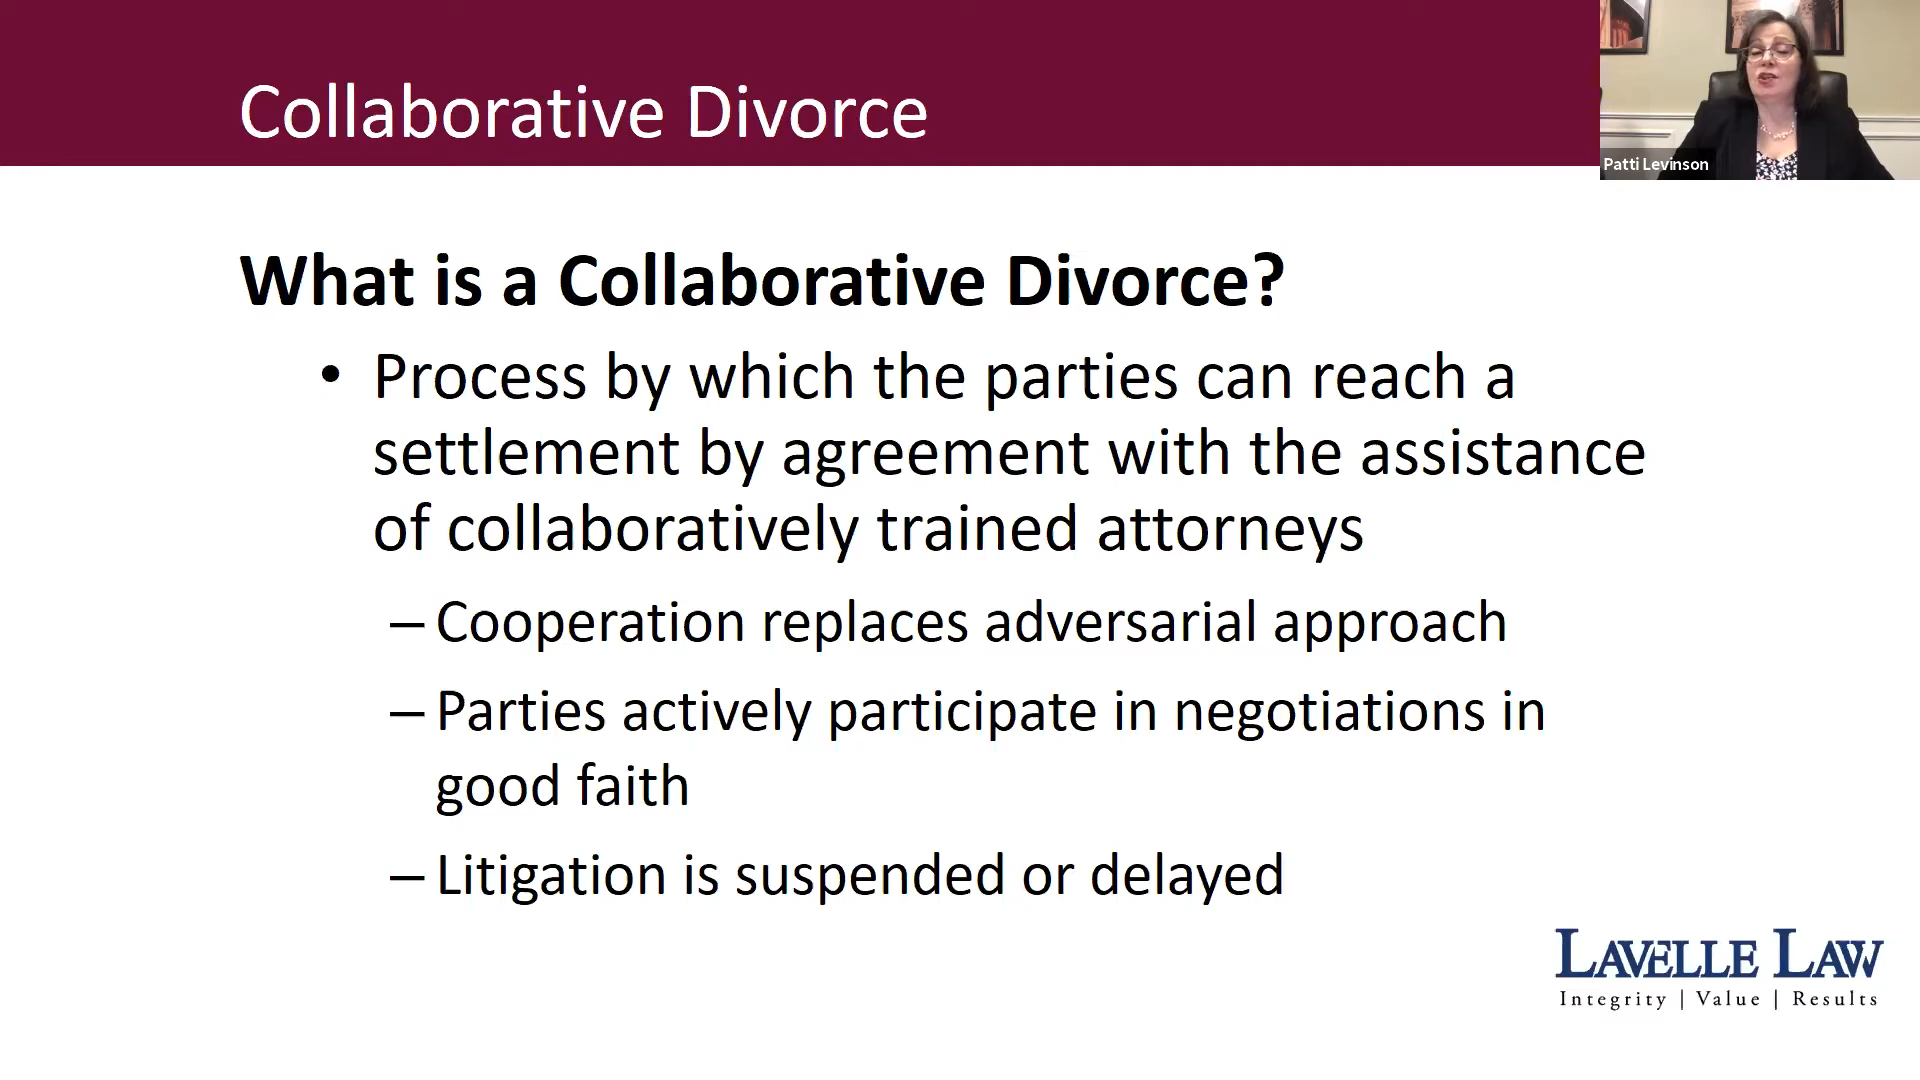 Collaborative Divorce
Patti Levinson
What is a Collaborative Divorce?
• Process by which the parties can reach a
settlement by agreement with the assistance
of collaboratively trained attorneys
– Cooperation replaces adversarial approach
– Parties actively participate in negotiations in
good faith
– Litigation is suspended or delayed
LAVELLE LAW
Integrity | Value | Results